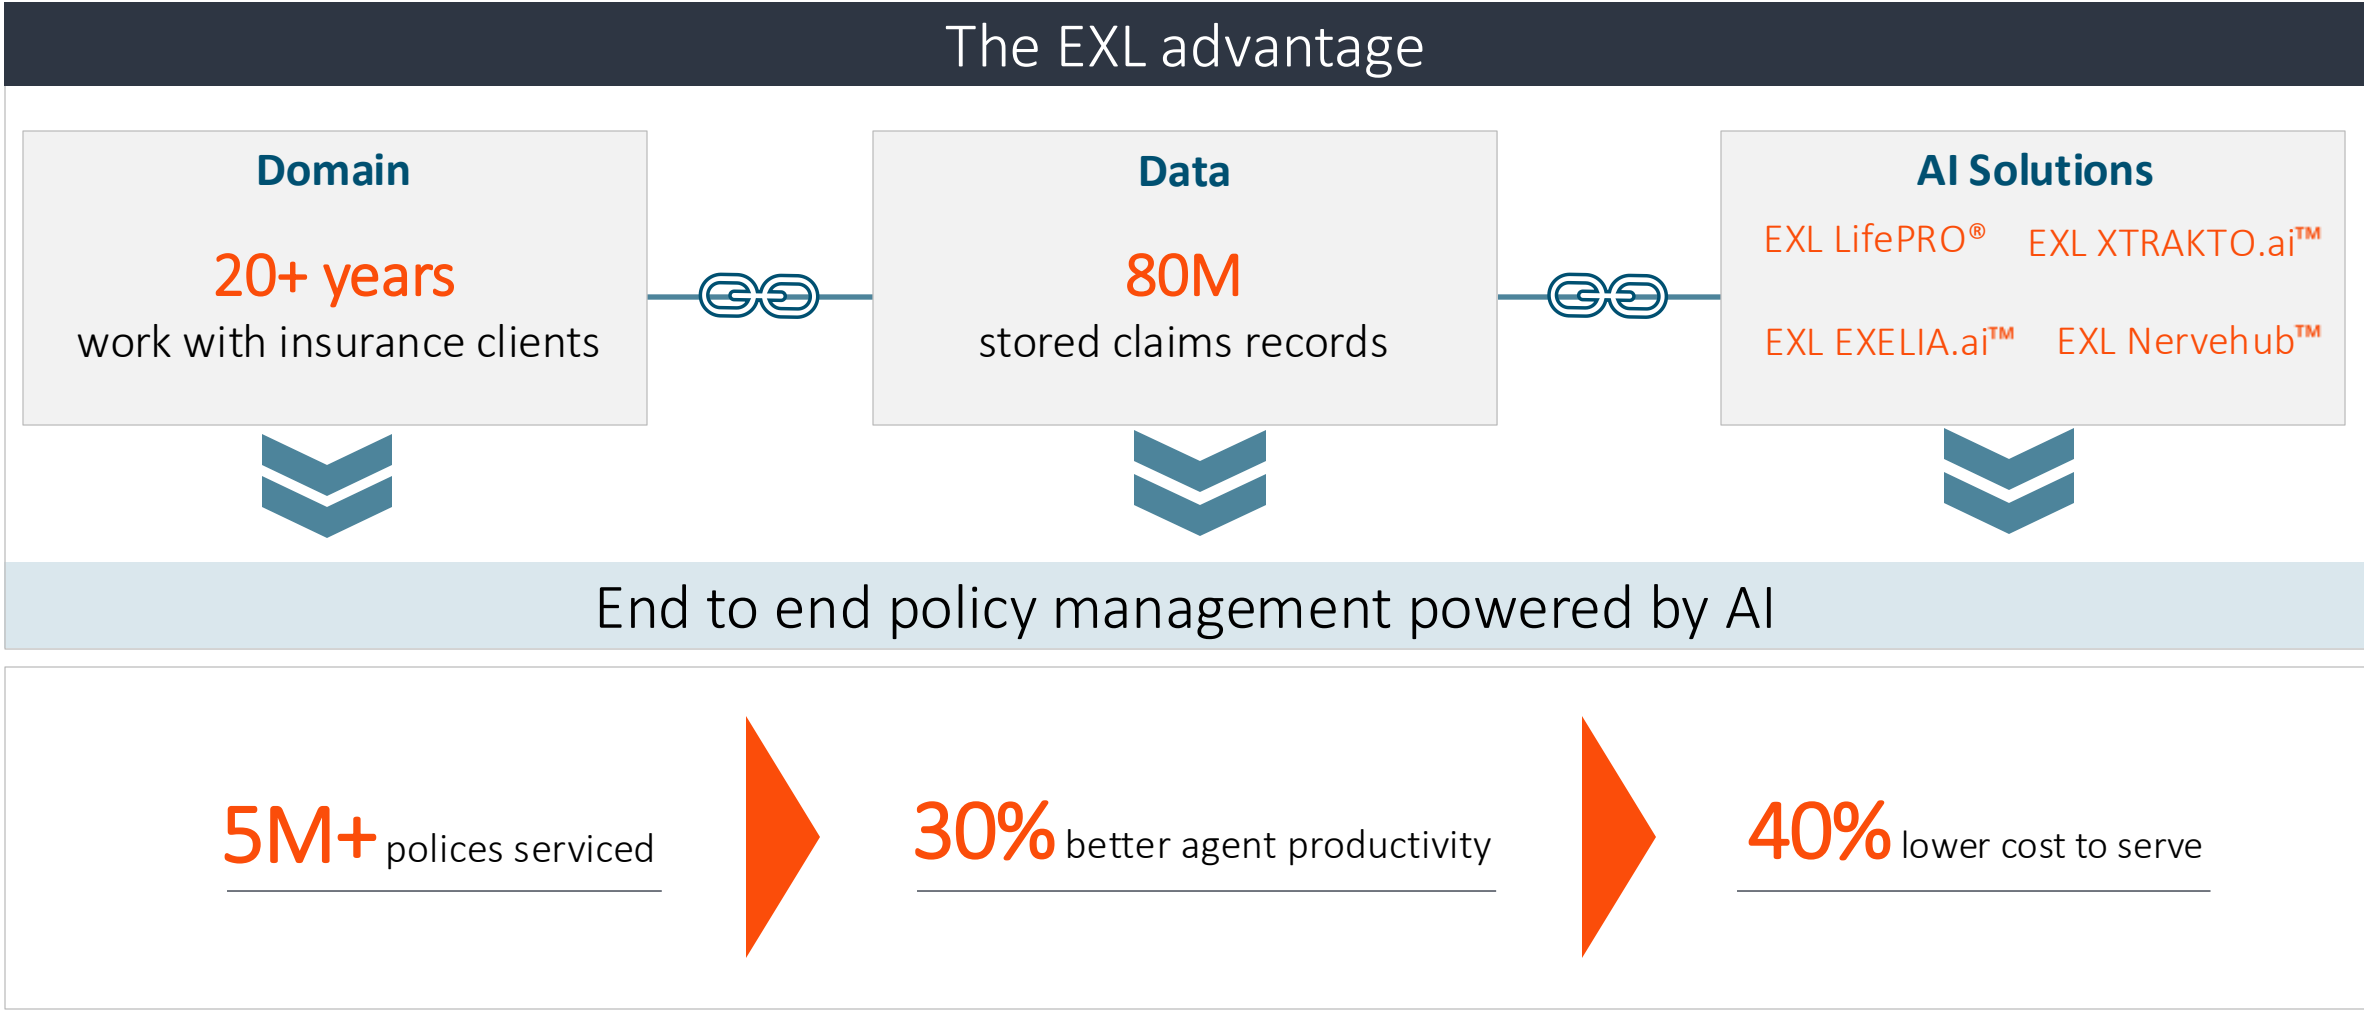 The EXL advantage
Domain
20+ years
work with insurance clients
Data
80M
stored claims records
AI Solutions
EXL LifePRO® EXL XTRAKTO.ai™
EXL EXELIA.ai™ EXL Nervehub™
End to end policy management powered by AI
5M+ polices serviced
30% better agent productivity
40% lower cost to serve